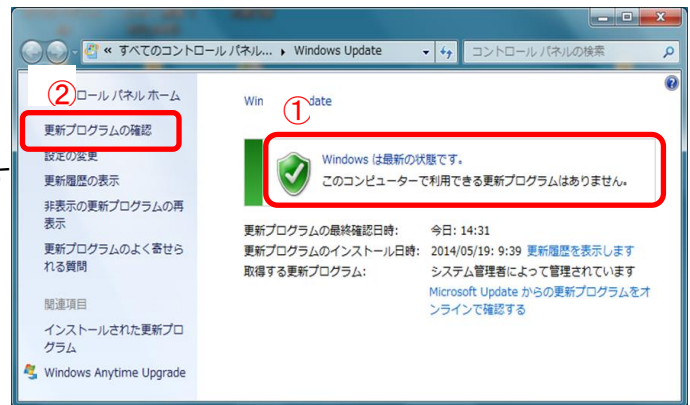 « すべてのコントロール パネル... ▸ Windows Update
コントロール パネルの検索
②
ロール パネル ホーム
更新プログラムの確認
設定の変更
更新履歴の表示
非表示の更新プログラムの再
表示
更新プログラムのよく寄せら
れる質問
関連項目
インストールされた更新プロ
グラム
Windows Anytime Upgrade
Win date
①
Windows は最新の状態です。
このコンピューターで利用できる更新プログラムはありません。
更新プログラムの最終確認日時: 今日: 14:31
更新プログラムのインストール日時: 2014/05/19: 9:39 更新履歴を表示します
取得する更新プログラム: システム管理者によって管理されています
Microsoft Update からの更新プログラムをオ
ンラインで確認する